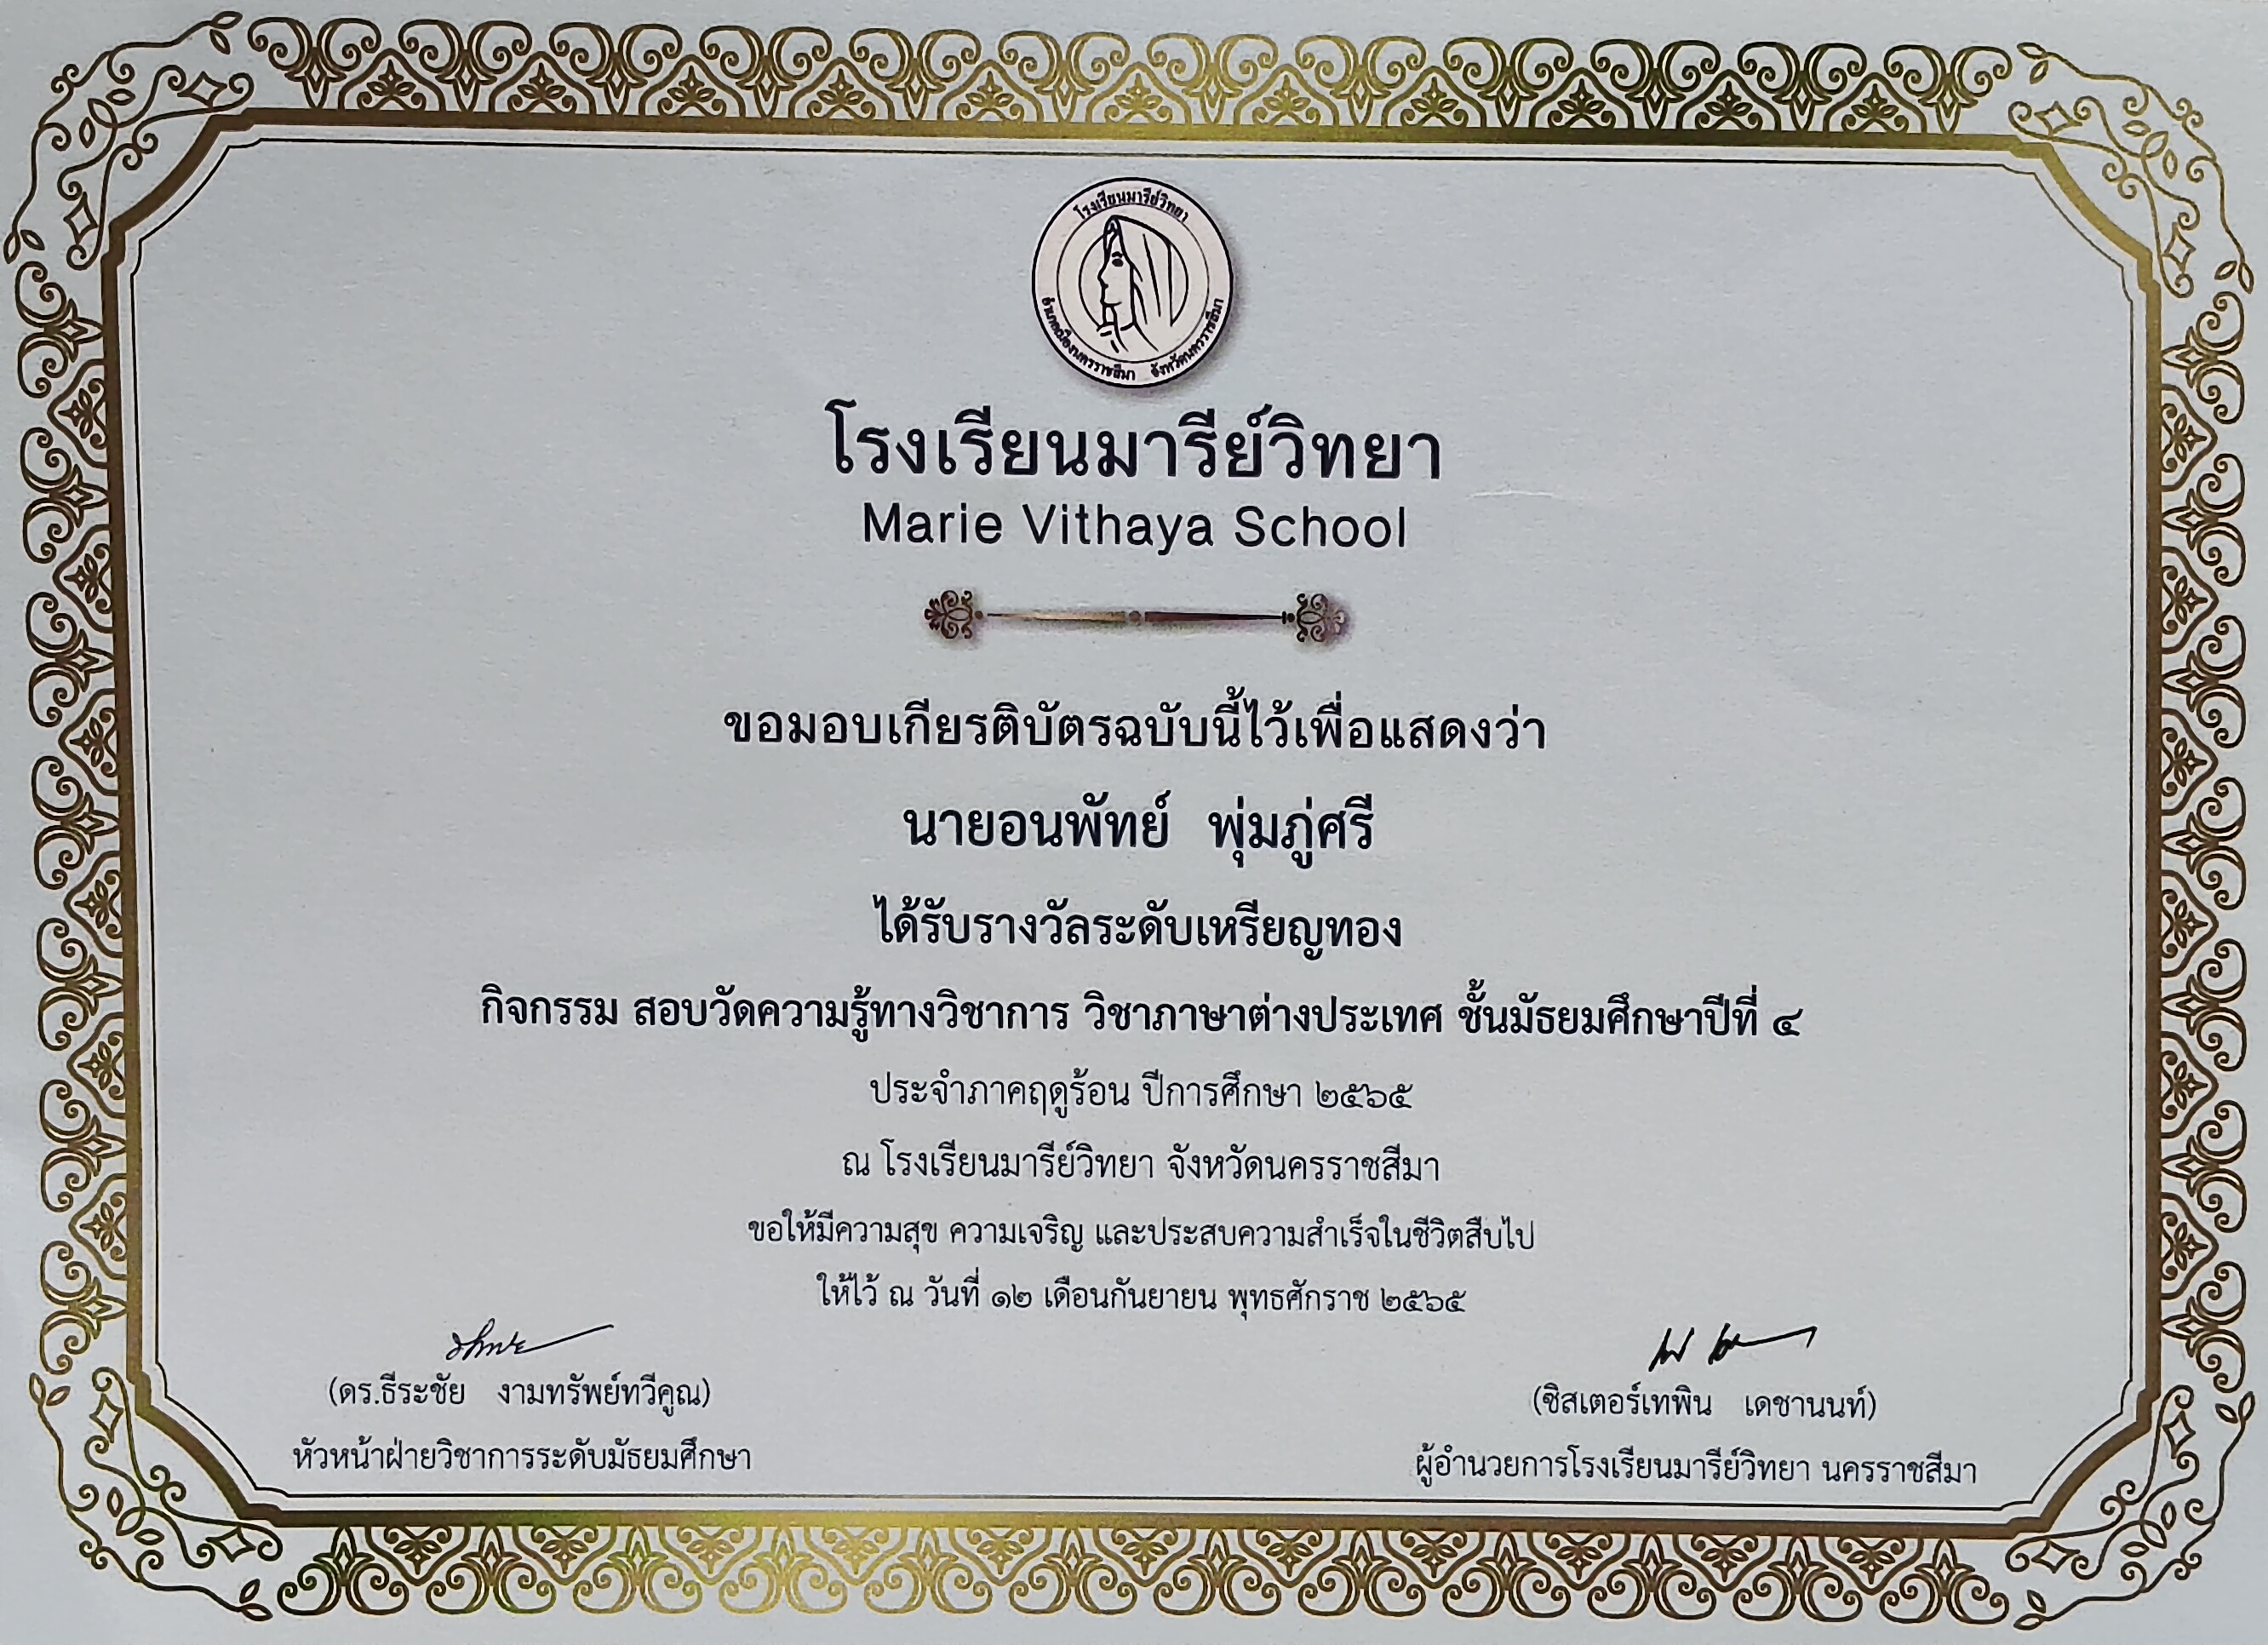 โรงเรียนมารีย์วิทยา
อำเภอเมืองนครราชสีมา จังหวัดนครราชสีมา
โรงเรียนมารีย์วิทยา
Marie Vithaya School
ขอมอบเกียรติบัตรฉบับนี้ไว้เพื่อแสดงว่า
นายอนพัทย์ พุ่มภู่ศรี
ได้รับรางวัลระดับเหรียญทอง
กิจกรรม สอบวัดความรู้ทางวิชาการ วิชาภาษาต่างประเทศ ชั้นมัธยมศึกษาปีที่ ๔
ประจำภาคฤดูร้อน ปีการศึกษา ๒๕๖๕
ณ โรงเรียนมารีย์วิทยา จังหวัดนครราชสีมา
ขอให้มีความสุข ความเจริญ และประสบความสำเร็จในชีวิตสืบไป
ให้ไว้ ณ วันที่ ๑๒ เดือนกันยายน พุทธศักราช ๒๕๖๕
(ดร.ธีระชัย งามทรัพย์ทวีคูณ)
หัวหน้าฝ่ายวิชาการระดับมัธยมศึกษา
(ซิสเตอร์เทพิน เดชานนท์)
ผู้อำนวยการโรงเรียนมารีย์วิทยา นครราชสีมา